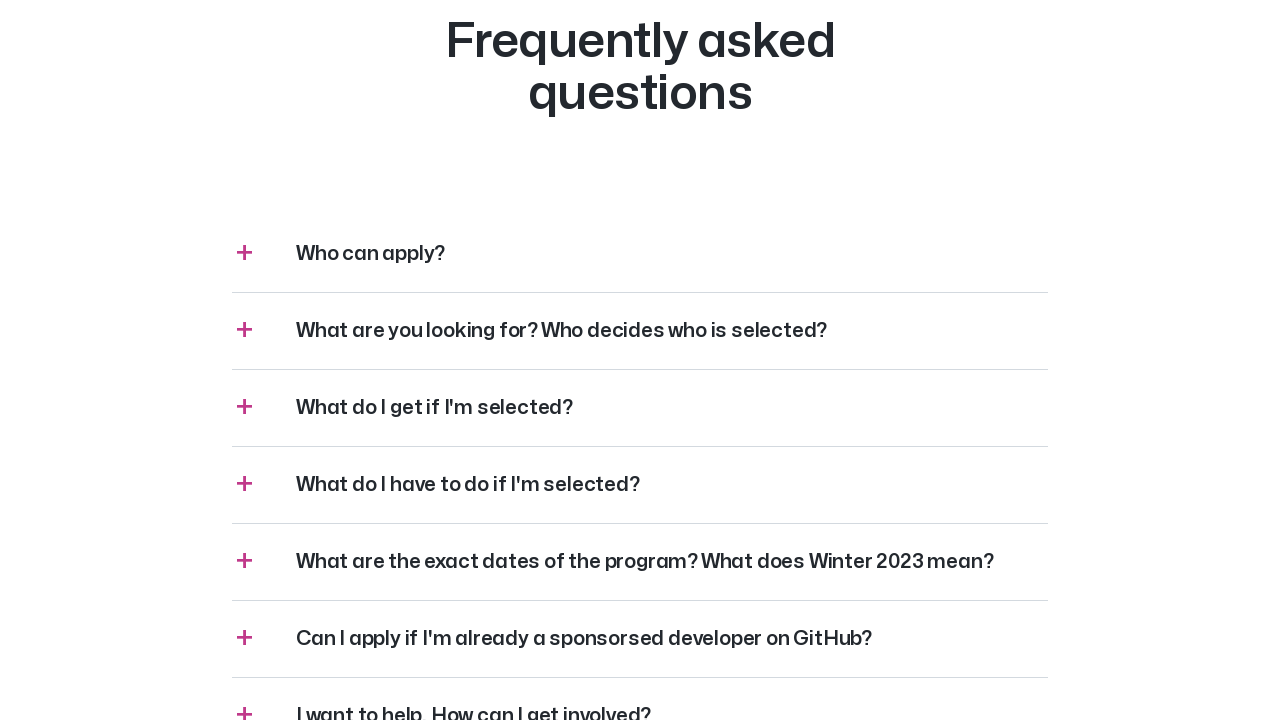 Frequently asked
questions
Who can apply?
What are you looking for? Who decides who is selected?
What do I get if I'm selected?
What do I have to do if I'm selected?
What are the exact dates of the program? What does Winter 2023 mean?
Can I apply if I'm already a sponsorsed developer on GitHub?
I want to help. How can I get involved?